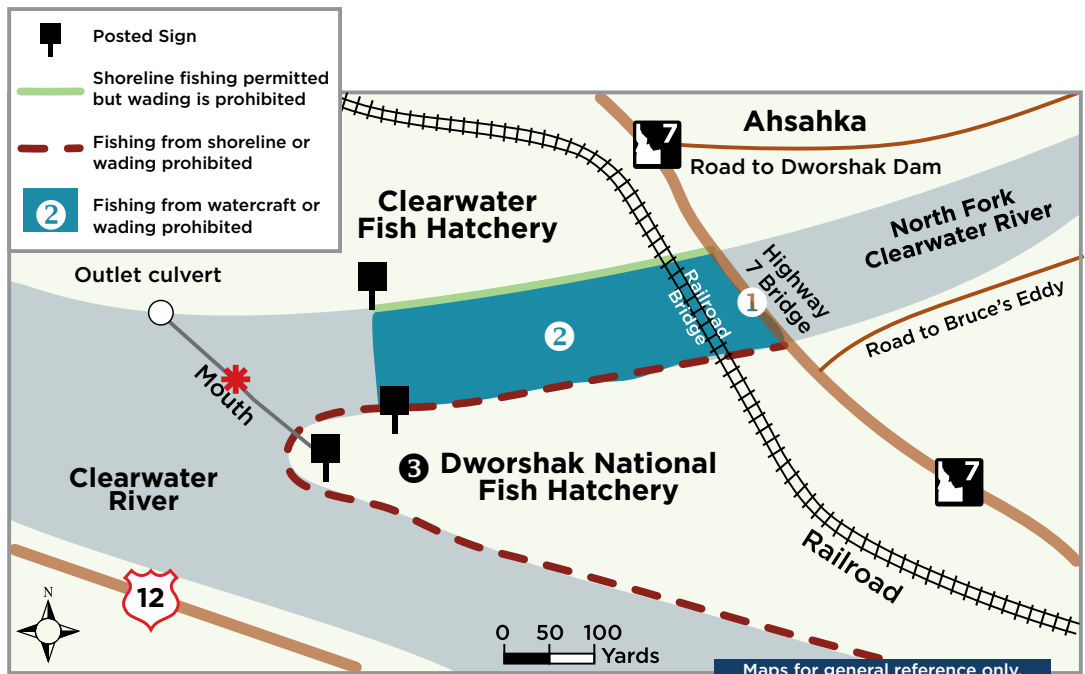 Posted Sign
Shoreline fishing permitted
but wading is prohibited
Fishing from shoreline or
wading prohibited
2
Fishing from watercraft or
wading prohibited
Ahsahka
7
Road to Dworshak Dam
Clearwater
Fish Hatchery
North Fork
Clearwater River
Outlet culvert
Highway
7 Bridge
Railroad
Bridge
1
2
Road to Bruce's Eddy
Mouth
Clearwater
River
3 Dworshak National
Fish Hatchery
7
Railroad
12
N
0 50 100
Yards
Maps for general reference only.